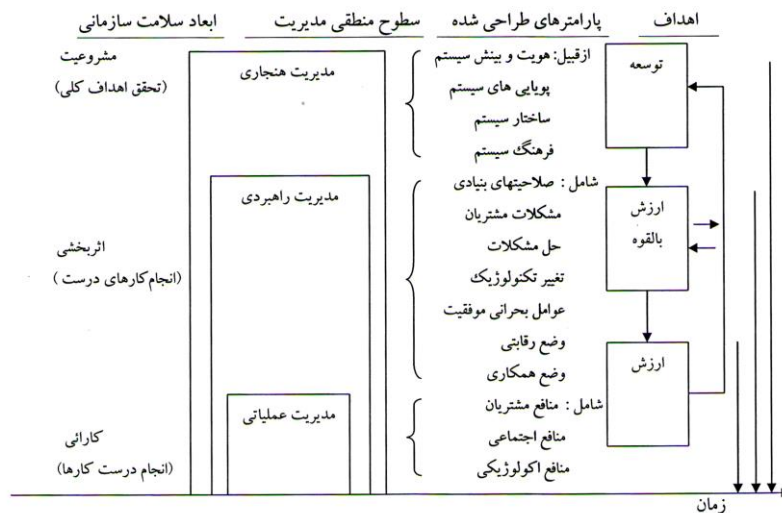 اهداف
پارامترهای طراحی شده
سطوح منطقی مدیریت
ابعاد سلامت سازمانی
توسعه
ارزش
بالقوه
ارزش
ازقبیل: هویت و بینش سیستم
پویایی های سیستم
ساختار سیستم
فرهنگ سیستم
شامل : صلاحیتهای بنیادی
مشکلات مشتریان
حل مشکلات
تغییر تکنولوژیک
عوامل بحرانی موفقیت
وضع رقابتی
وضع همکاری
شامل : منافع مشتریان
منافع اجتماعی
منافع اکولوژیکی
مدیریت هنجاری
مدیریت راهبردی
مدیریت عملیاتی
مشروعیت
(تحقق اهداف کلی)
اثربخشی
(انجام کارهای درست )
کارائی
(انجام درست کارها)
زمان